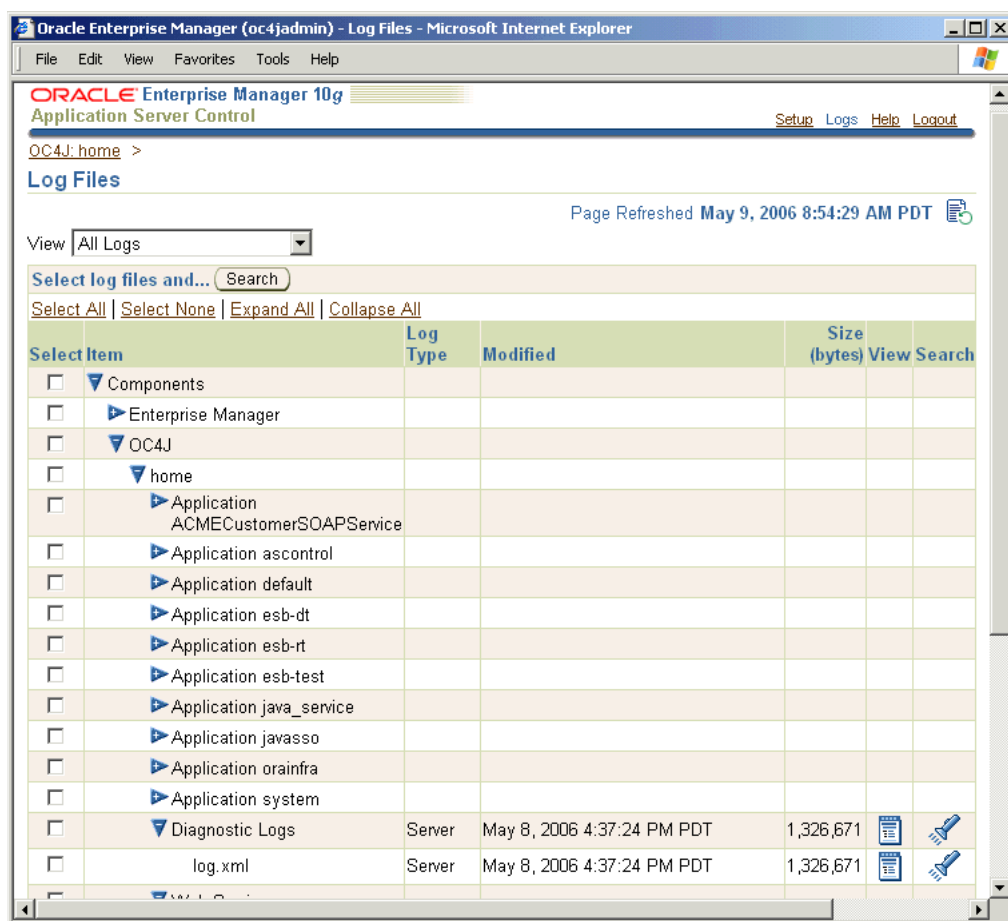 Oracle Enterprise Manager (oc4jadmin) - Log Files - Microsoft Internet Explorer
File Edit View Favorites Tools Help
ORACLE Enterprise Manager 10g
Application Server Control
Setup Logs Help Logout
OC4J: home >
Log Files
Page Refreshed May 9, 2006 8:54:29 AM PDT
View All Logs
Select log files and... Search
Select All | Select None | Expand All | Collapse All
Select Item Log Type Modified Size (bytes) View Search
Components
Enterprise Manager
OC4J
home
Application
ACMECustomerSOAPService
Application ascontrol
Application default
Application esb-dt
Application esb-rt
Application esb-test
Application java_service
Application javasso
Application orainfra
Application system
Diagnostic Logs Server May 8, 2006 4:37:24 PM PDT 1,326,671
log.xml Server May 8, 2006 4:37:24 PM PDT 1,326,671